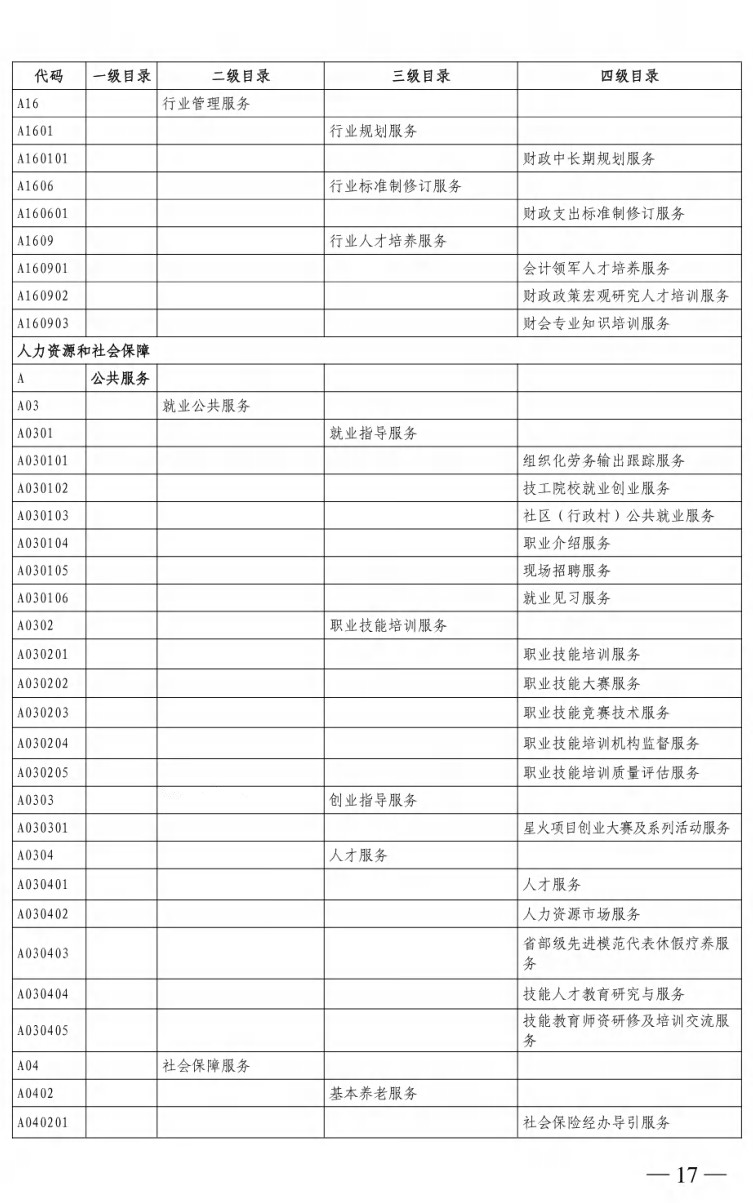 代码 一级目录 二级目录 三级目录 四级目录
A16 行业管理服务
A1601 行业规划服务
A160101 财政中长期规划服务
A1606 行业标准制修订服务
A160601 财政支出标准制修订服务
A1609 行业人才培养服务
A160901 会计领军人才培养服务
A160902 财政政策宏观研究人才培训服务
A160903 财会专业知识培训服务
人力资源和社会保障
A 公共服务
A03 就业公共服务
A0301 就业指导服务
A030101 组织化劳务输出跟踪服务
A030102 技工院校就业创业服务
A030103 社区（行政村）公共就业服务
A030104 职业介绍服务
A030105 现场招聘服务
A030106 就业见习服务
A0302 职业技能培训服务
A030201 职业技能培训服务
A030202 职业技能大赛服务
A030203 职业技能竞赛技术服务
A030204 职业技能培训机构监督服务
A030205 职业技能培训质量评估服务
A0303 创业指导服务
A030301 星火项目创业大赛及系列活动服务
A0304 人才服务
A030401 人才服务
A030402 人力资源市场服务
A030403 省部级先进模范代表休假疗养服
务
A030404 技能人才教育研究与服务
A030405 技能教育师资研修及培训交流服
务
A04 社会保障服务
A0402 基本养老服务
A040201 社会保险经办导引服务
— 17 —